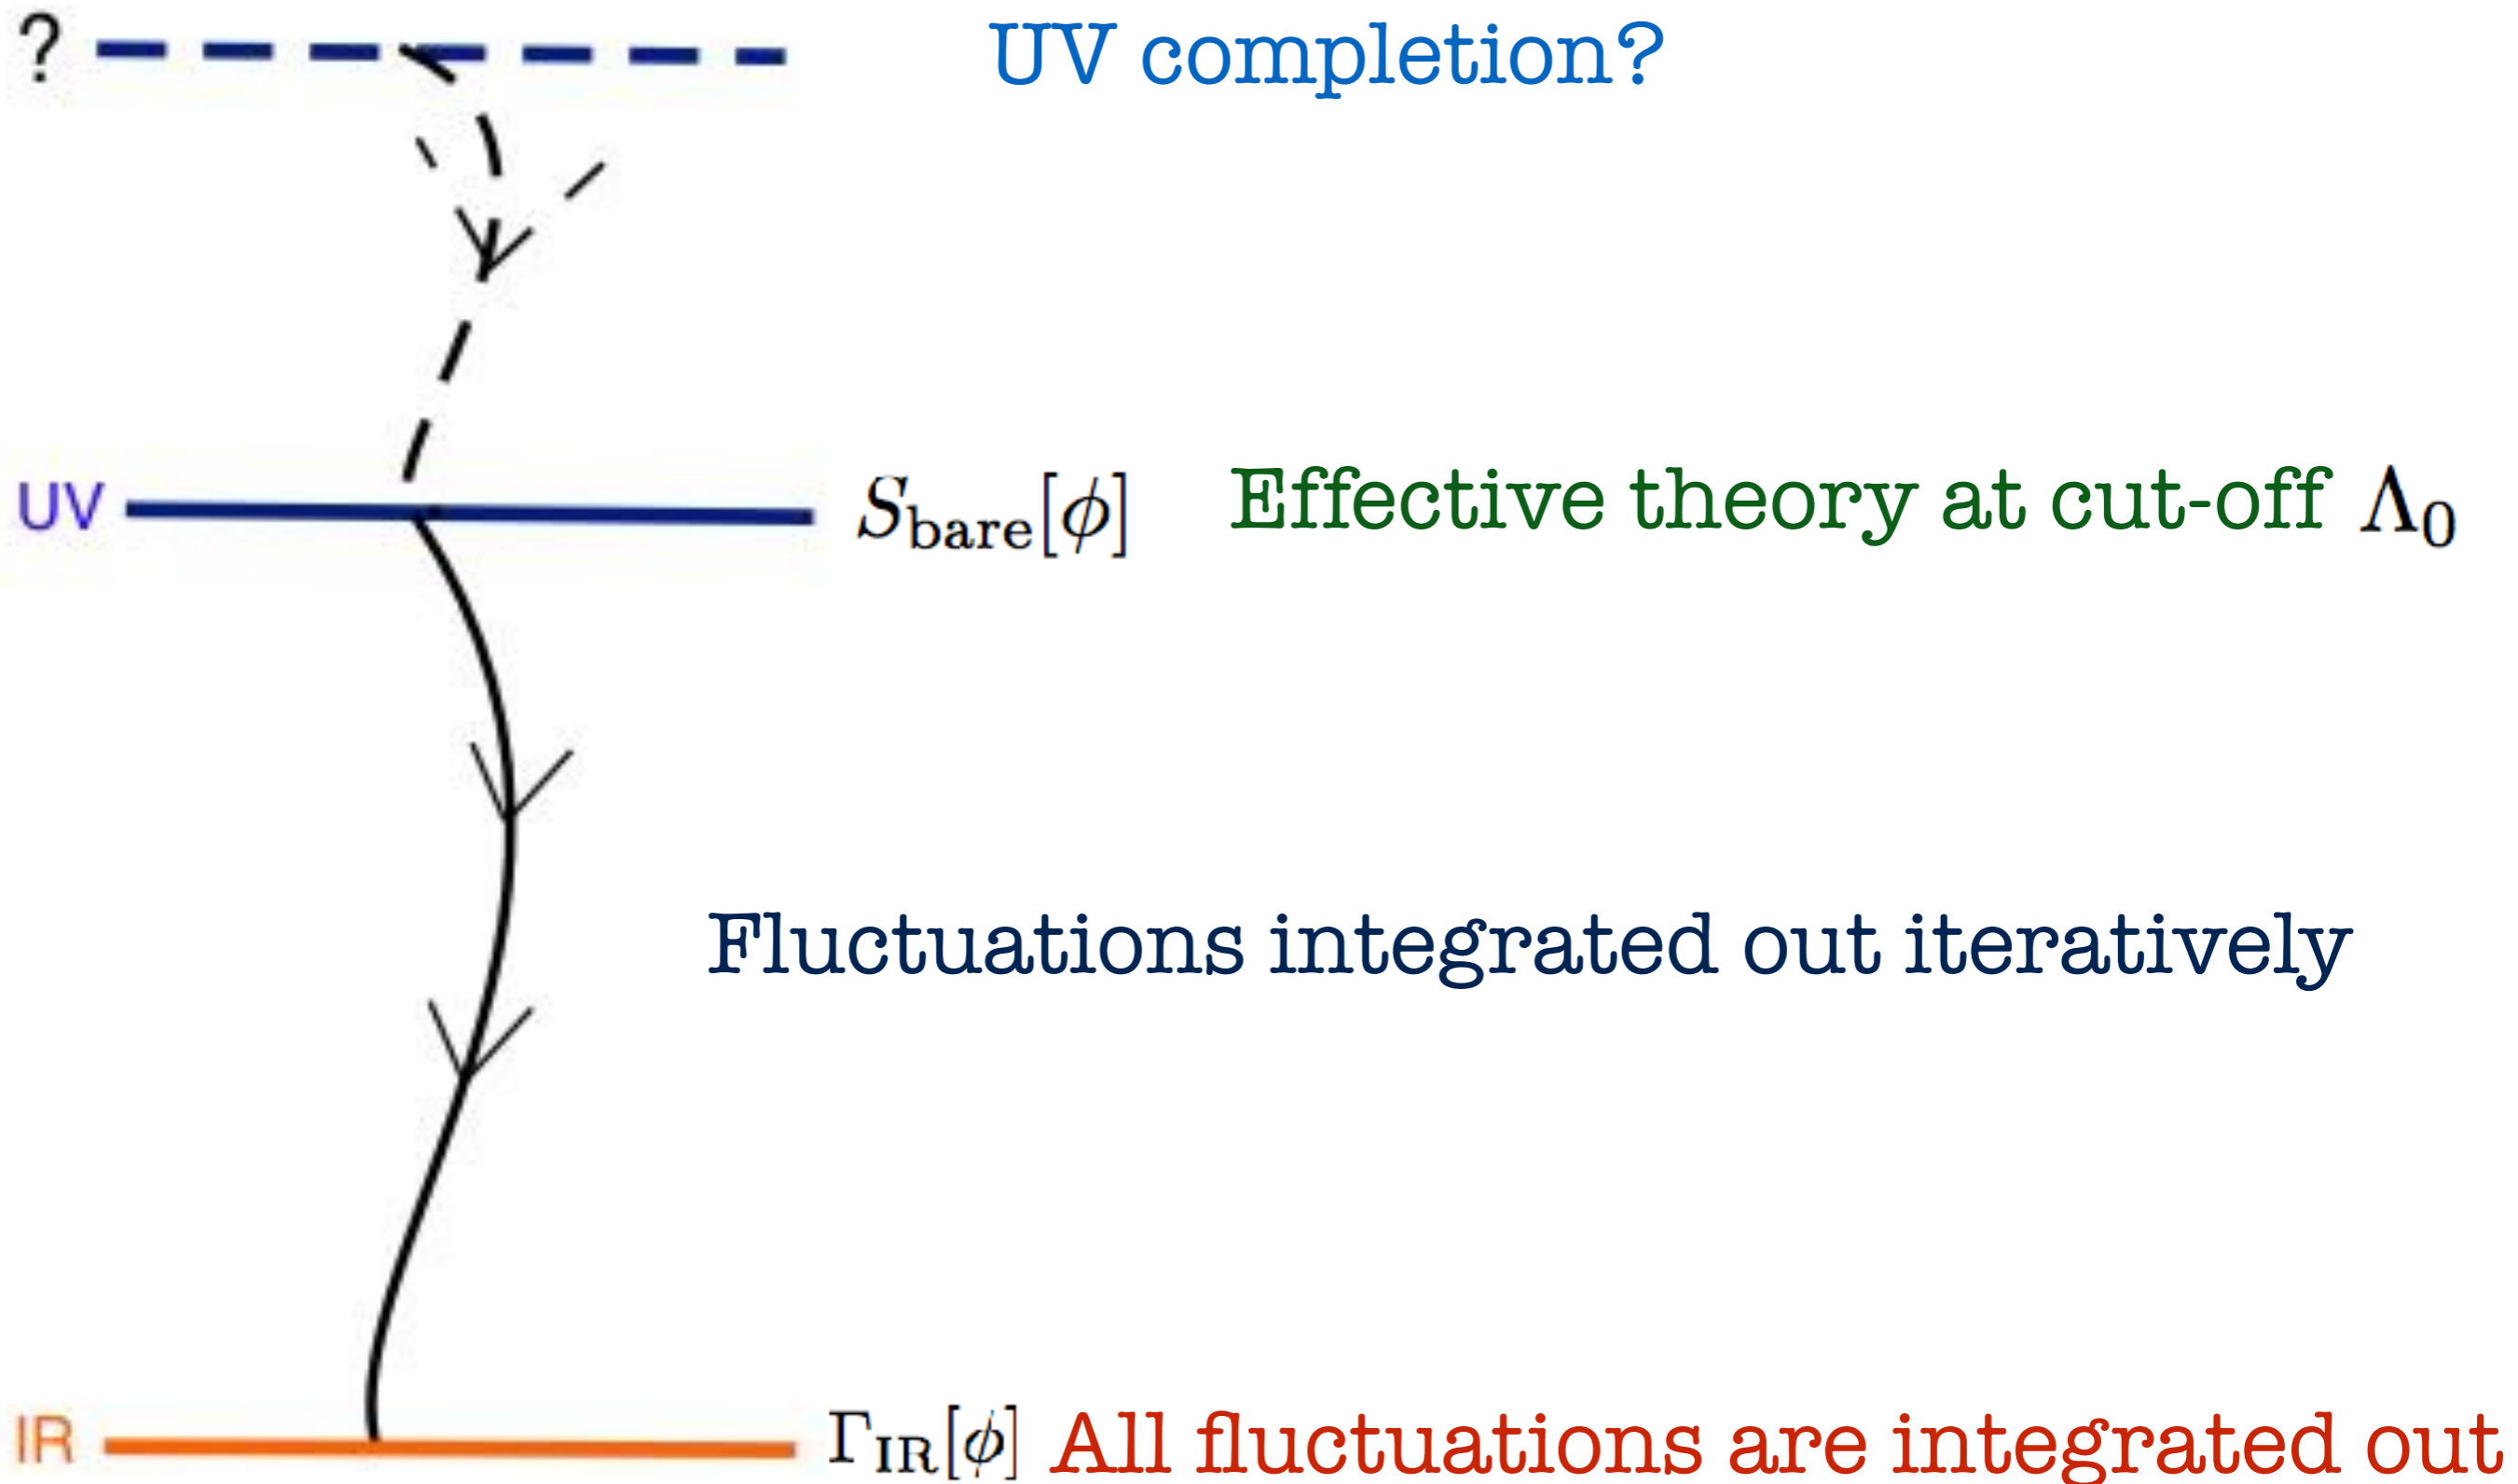 ? UV completion?
UV S_bare[ϕ] Effective theory at cut-off Λ_0
Fluctuations integrated out iteratively
IR Γ_IR[ϕ] All fluctuations are integrated out